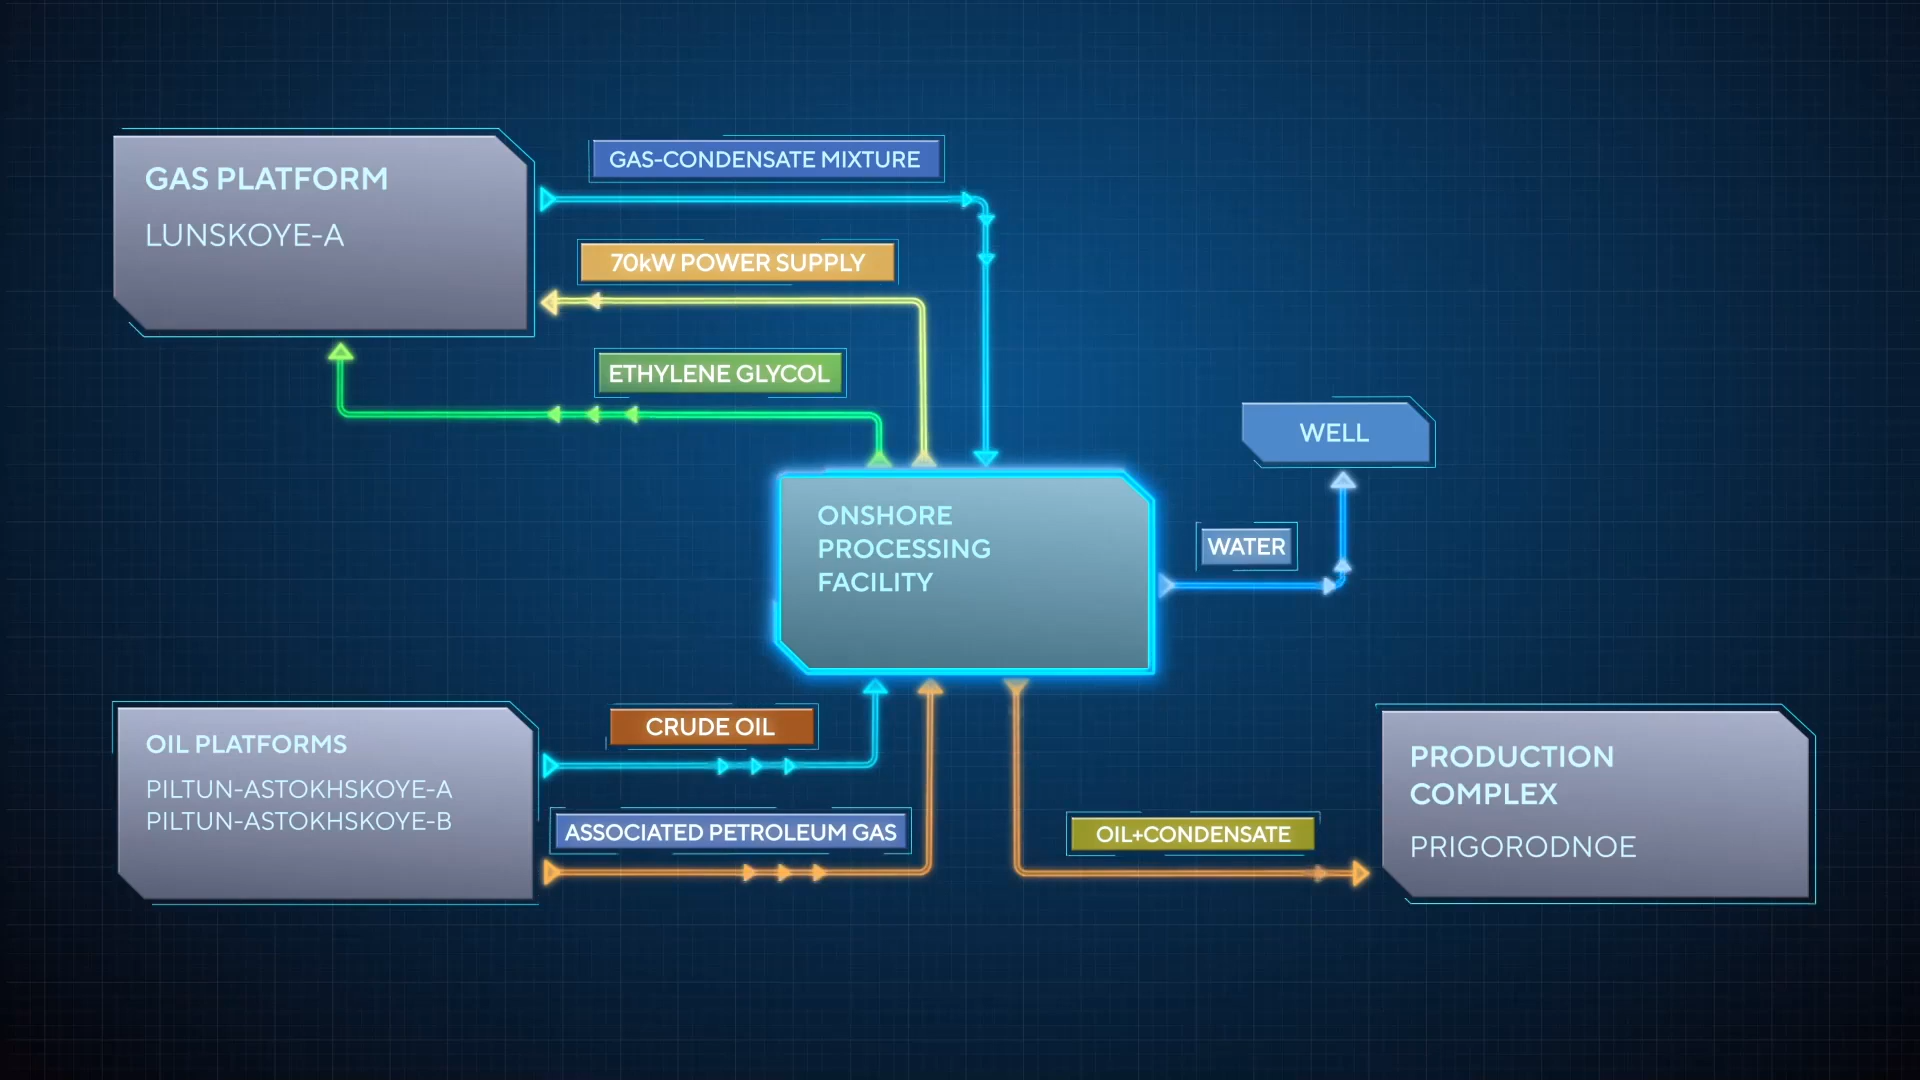 GAS PLATFORM
LUNSKOYE-A
GAS-CONDENSATE MIXTURE
70kW POWER SUPPLY
ETHYLENE GLYCOL
WELL
ONSHORE
PROCESSING
FACILITY
WATER
OIL PLATFORMS
PILTUN-ASTOKHSKOYE-A
PILTUN-ASTOKHSKOYE-B
CRUDE OIL
ASSOCIATED PETROLEUM GAS
OIL+CONDENSATE
PRODUCTION
COMPLEX
PRIGORODNOE